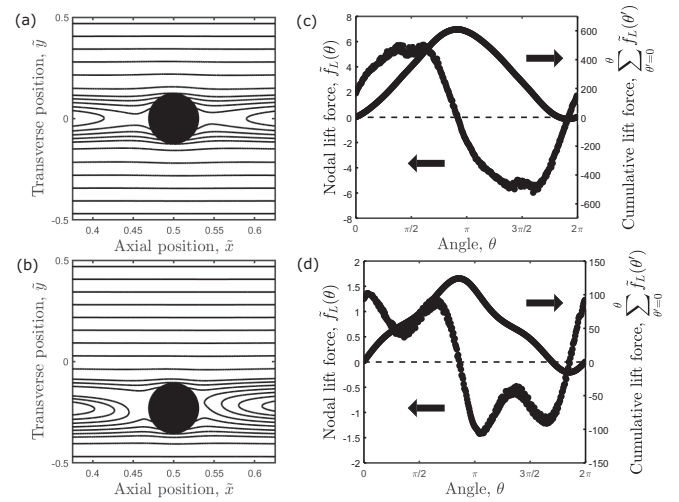 (a)
0.5
0
-0.5
0.4 0.45 0.5 0.55 0.6
Transverse position, ỹ
Axial position, x̃
(c)
8
6
4
2
0
-2
-4
-6
-8
0 π/2 π 3π/2 2π
600
400
200
0
-200
-400
-600
Nodal lift force, f̃_L(θ)
Angle, θ
Cumulative lift force, ∑_{θ'=0}^{θ} f̃_L(θ')
(b)
0.5
0
-0.5
0.4 0.45 0.5 0.55 0.6
Transverse position, ỹ
Axial position, x̃
(d)
2
1.5
1
0.5
0
-0.5
-1
-1.5
-2
0 π/2 π 3π/2 2π
150
100
50
0
-50
-100
-150
Nodal lift force, f̃_L(θ)
Angle, θ
Cumulative lift force, ∑_{θ'=0}^{θ} f̃_L(θ')